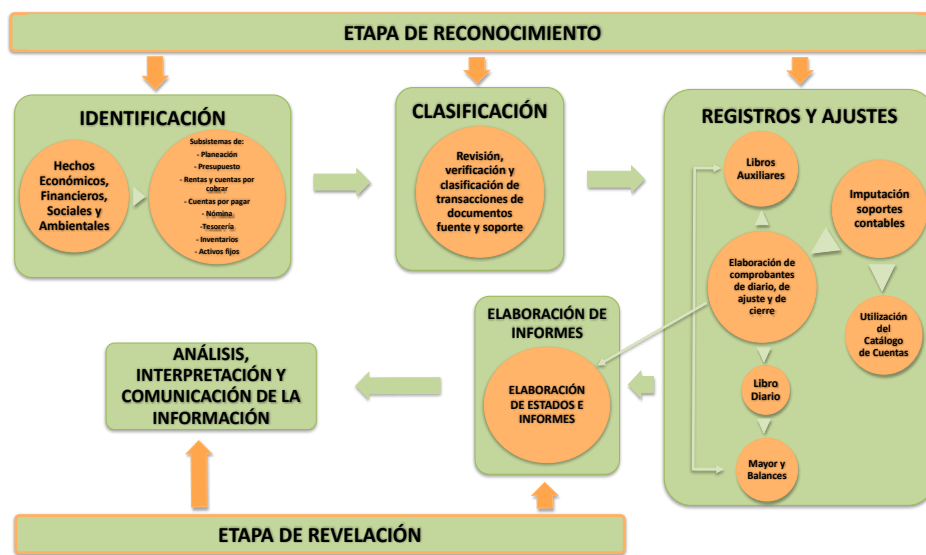 ETAPA DE RECONOCIMIENTO
IDENTIFICACIÓN
Hechos
Económicos,
Financieros,
Sociales y
Ambientales
Subsistemas de:
- Planeación
- Presupuesto
- Rentas y cuentas por
cobrar
- Cuentas por pagar
- Nómina
-Tesorería
- Inventarios
- Activos fijos
CLASIFICACIÓN
Revisión,
verificación y
clasificación de
transacciones de
documentos
fuente y soporte
REGISTROS Y AJUSTES
Libros
Auxiliares
Imputación
soportes
contables
Elaboración de
comprobantes
de diario, de
ajuste y de
cierre
Utilización
del
Catálogo
de Cuentas
Libro
Diario
Mayor y
Balances
ELABORACIÓN DE
INFORMES
ELABORACIÓN
DE ESTADOS E
INFORMES
ANÁLISIS,
INTERPRETACIÓN Y
COMUNICACIÓN DE LA
INFORMACIÓN
ETAPA DE REVELACIÓN